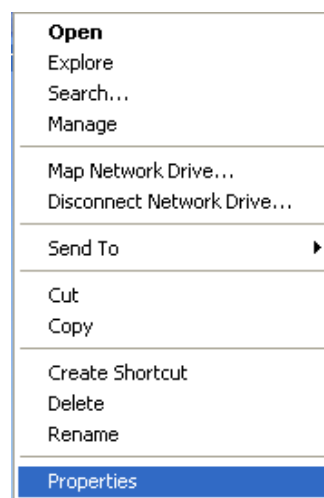 Open
Explore
Search...
Manage
Map Network Drive...
Disconnect Network Drive...
Send To
Cut
Copy
Create Shortcut
Delete
Rename
Properties